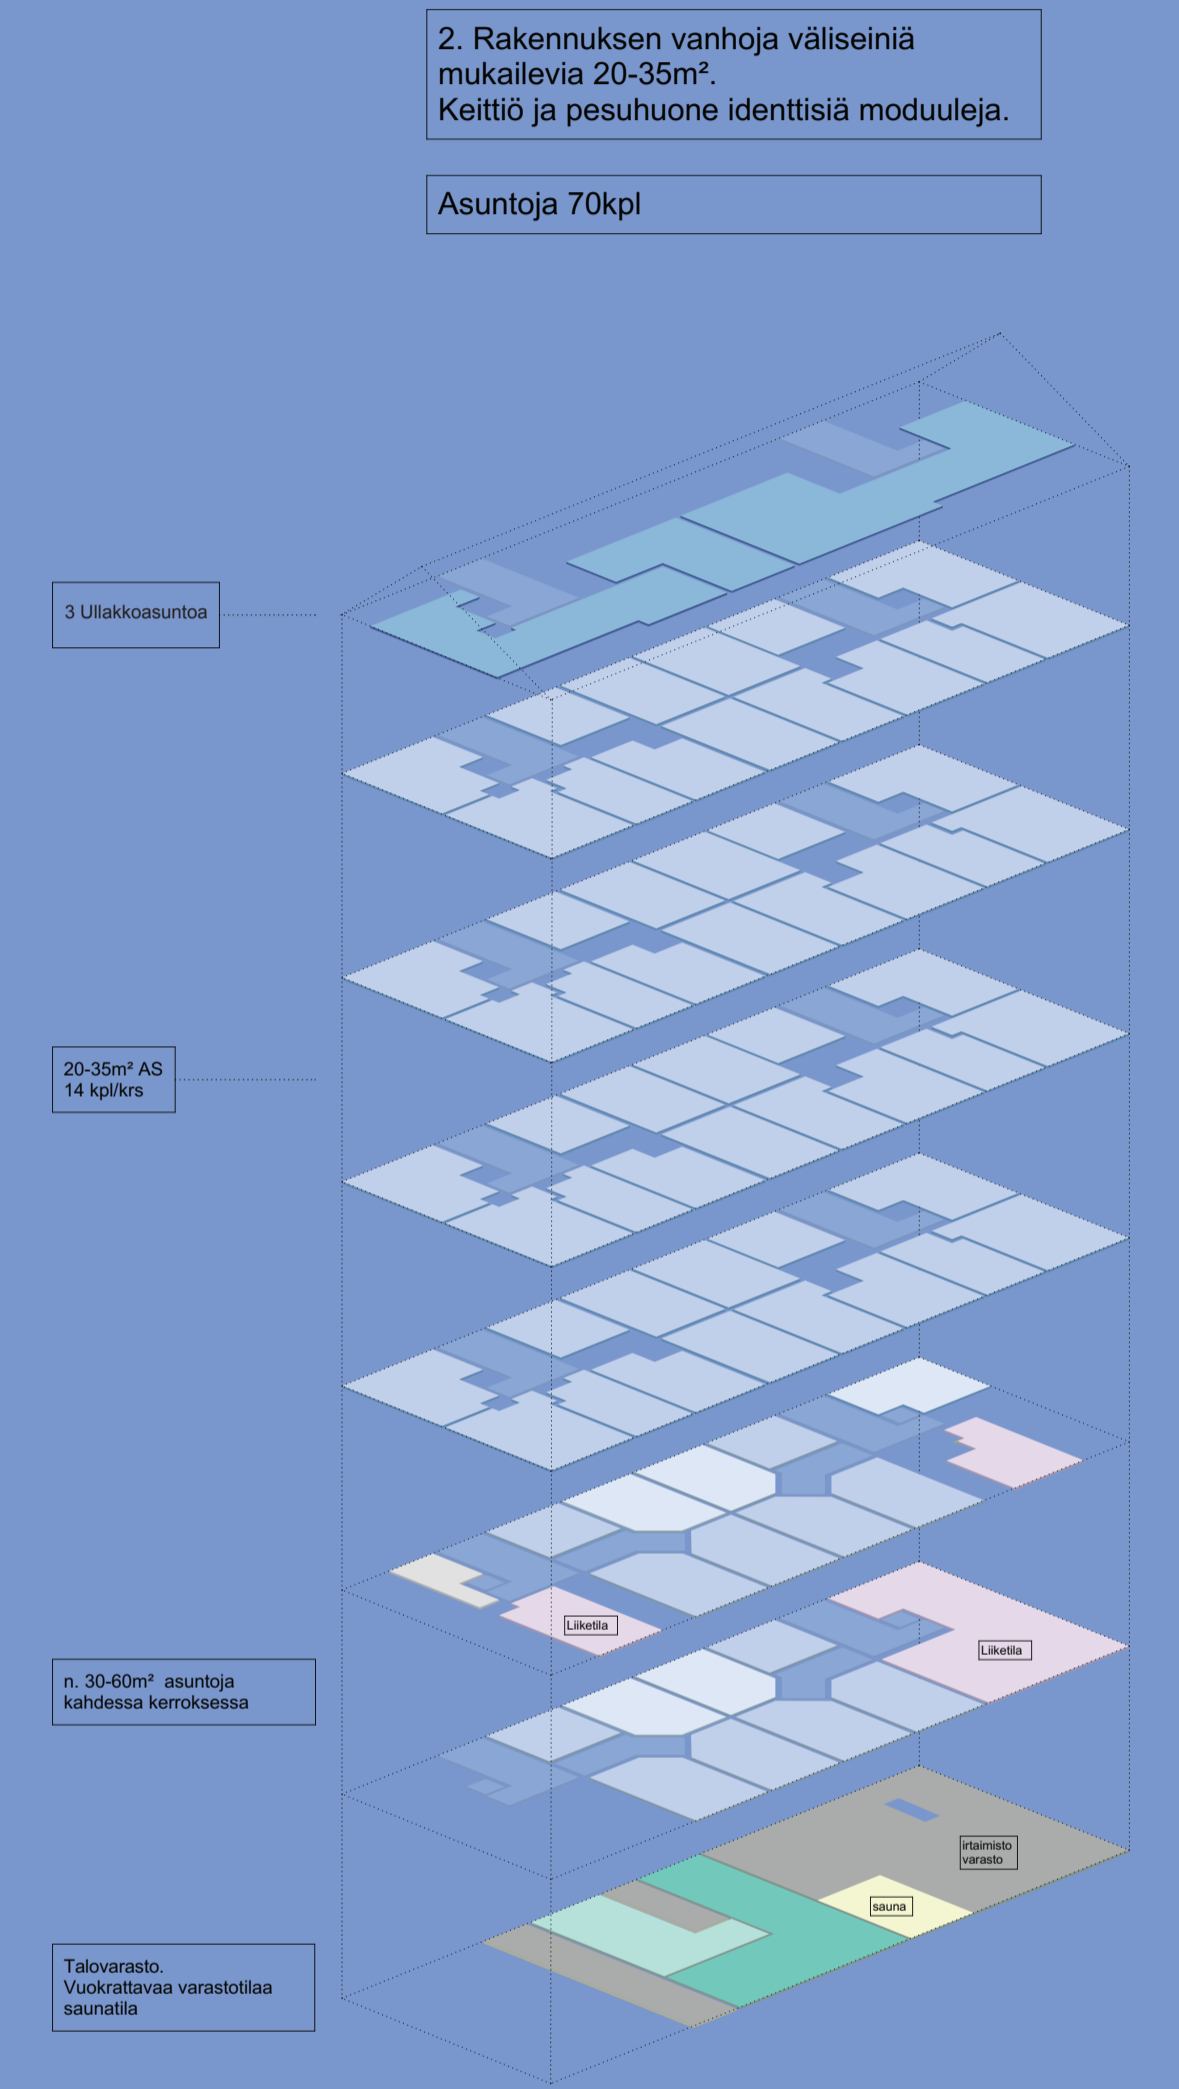 2. Rakennuksen vanhoja väliseiniä
mukailevia 20-35m².
Keittiö ja pesuhuone identtisiä moduuleja.
Asuntoja 70kpl
3 Ullakkoasuntoa
20-35m² AS
14 kpl/krs
Liiketila
Liiketila
n. 30-60m² asuntoja
kahdessa kerroksessa
irtaimisto
varasto
sauna
Talovarasto.
Vuokrattavaa varastotilaa
saunatila